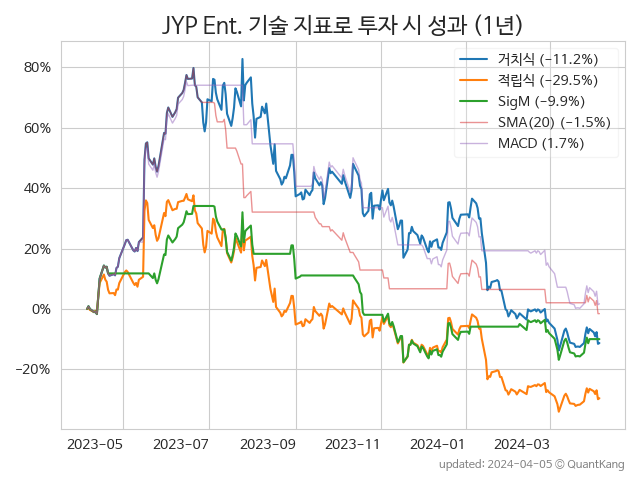 JYP Ent. 기술 지표로 투자 시 성과 (1년)
거치식 (−11.2%)
적립식 (−29.5%)
SigM (−9.9%)
SMA(20) (−1.5%)
MACD (1.7%)
80%
60%
40%
20%
0%
−20%
2023-05 2023-07 2023-09 2023-11 2024-01 2024-03
updated: 2024-04-05 © QuantKang